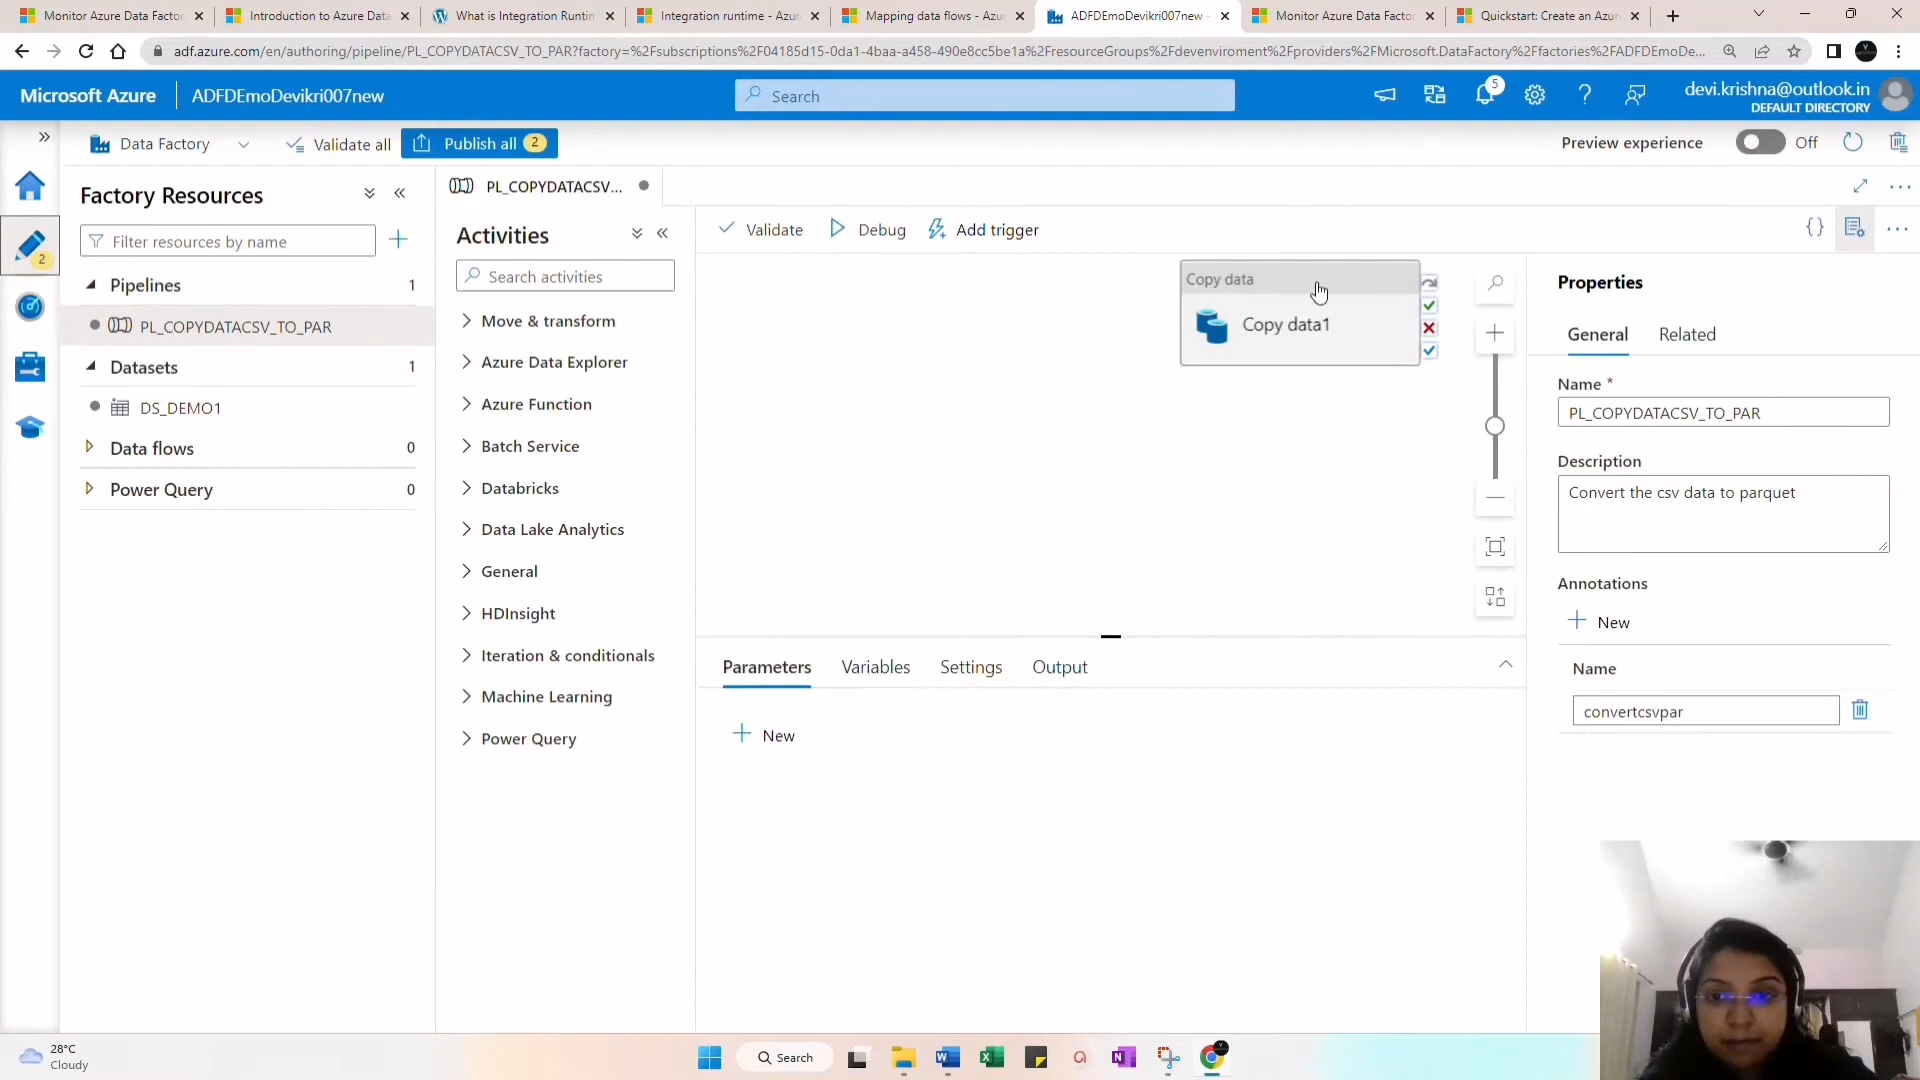 Monitor Azure Data Factor
Introduction to Azure Data
What is Integration Runtim
Integration runtime - Azur
Mapping data flows - Azu
ADFDEmoDevikri007new -
Monitor Azure Data Factor
Quickstart: Create an Azur
adf.azure.com/en/authoring/pipeline/PL_COPYDATACSV_TO_PAR?factory=%2Fsubscriptions%2F04185d15-0da1-4baa-a458-490e8cc5be1a%2FresourceGroups%2Fdevenviroment%2Fproviders%2FMicrosoft.DataFactory%2Ffactories%2FADFDEmoDe...
Microsoft Azure
ADFDEmoDevikri007new
Search
5
devi.krishna@outlook.in
DEFAULT DIRECTORY
Data Factory
Validate all
Publish all 2
Preview experience
Off
2
Factory Resources
Filter resources by name
Pipelines 1
PL_COPYDATACSV_TO_PAR
Datasets 1
DS_DEMO1
Data flows 0
Power Query 0
PL_COPYDATACSV...
Activities
Search activities
Move & transform
Azure Data Explorer
Azure Function
Batch Service
Databricks
Data Lake Analytics
General
HDInsight
Iteration & conditionals
Machine Learning
Power Query
Validate
Debug
Add trigger
Copy data
Copy data1
Parameters
Variables
Settings
Output
New
Properties
General
Related
Name *
PL_COPYDATACSV_TO_PAR
Description
Convert the csv data to parquet
Annotations
New
Name
convertcsvpar
28°C
Cloudy
Search